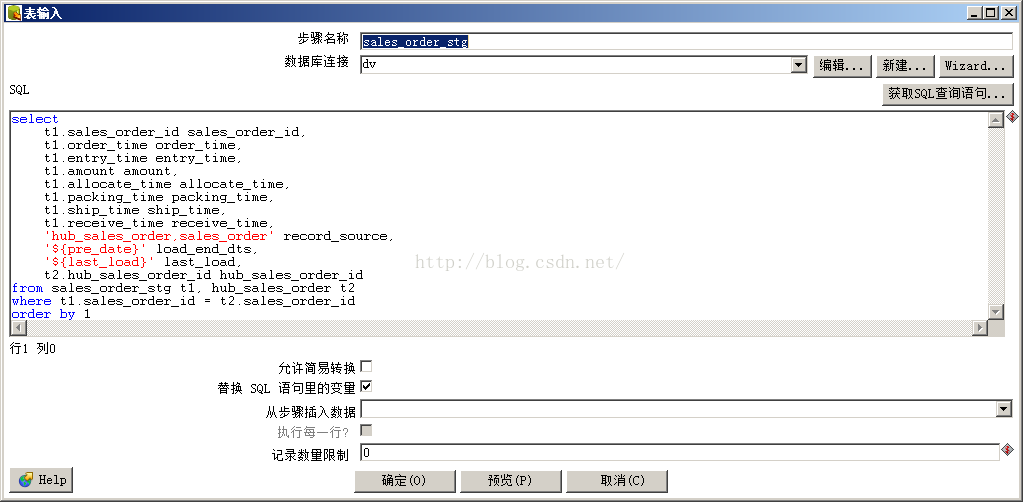 表输入
步骤名称 sales_order_stg
数据库连接 dv 编辑... 新建... Wizard...
SQL 获取SQL查询语句...
select
    t1.sales_order_id sales_order_id,
    t1.order_time order_time,
    t1.entry_time entry_time,
    t1.amount amount,
    t1.allocate_time allocate_time,
    t1.packing_time packing_time,
    t1.ship_time ship_time,
    t1.receive_time receive_time,
    'hub_sales_order,sales_order' record_source,
    '${pre_date}' load_end_dts,
    '${last_load}' last_load,
    t2.hub_sales_order_id hub_sales_order_id
from sales_order_stg t1, hub_sales_order t2
where t1.sales_order_id = t2.sales_order_id
order by 1
http://blog.csdn.net/
行1 列0
允许简易转换
替换 SQL 语句里的变量
从步骤插入数据
执行每一行?
记录数量限制 0
Help 确定(O) 预览(P) 取消(C)